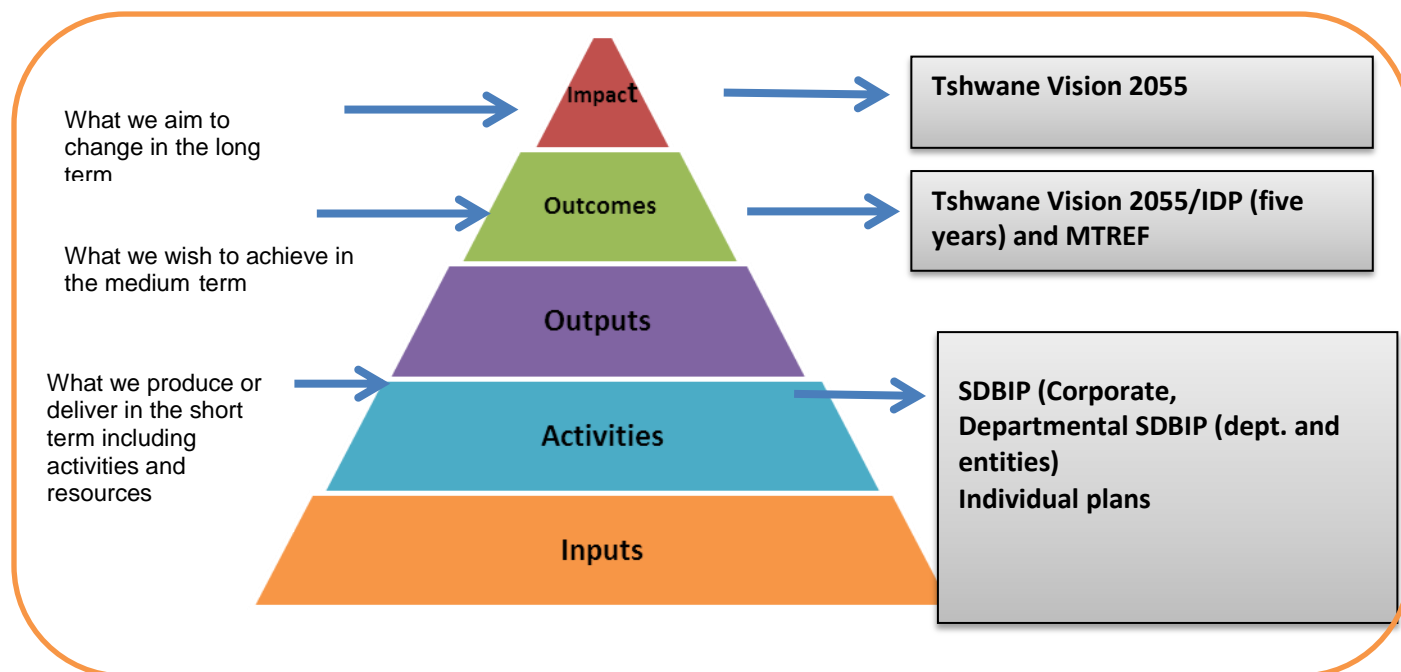 What we aim to
change in the long
term
What we wish to achieve in
the medium term
What we produce or
deliver in the short
term including
activities and
resources
Impact
Outcomes
Outputs
Activities
Inputs
Tshwane Vision 2055
Tshwane Vision 2055/IDP (five
years) and MTREF
SDBIP (Corporate,
Departmental SDBIP (dept. and
entities)
Individual plans